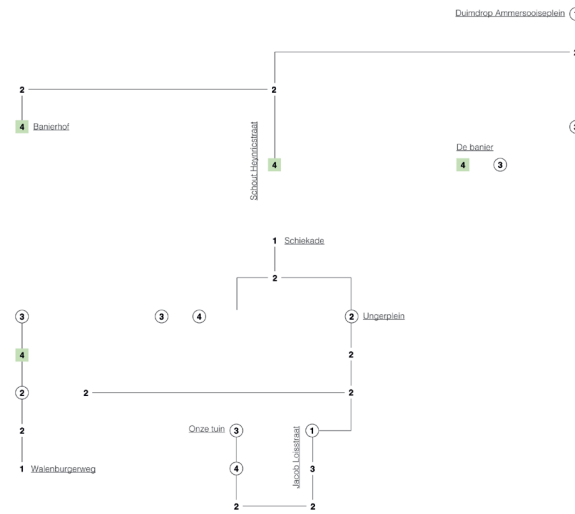 Duimdrop Ammersooiseplein
2 2
4 Banierhof
Schout Heynricstraat
4
De banier
4 3
1 Schiekade
2
3 3 4 2 Ungerplein
4 2
2 2 2
2 Onze tuin 3 Jacob Loisstraat 1
1 Walenburgerweg 4 3
2 2